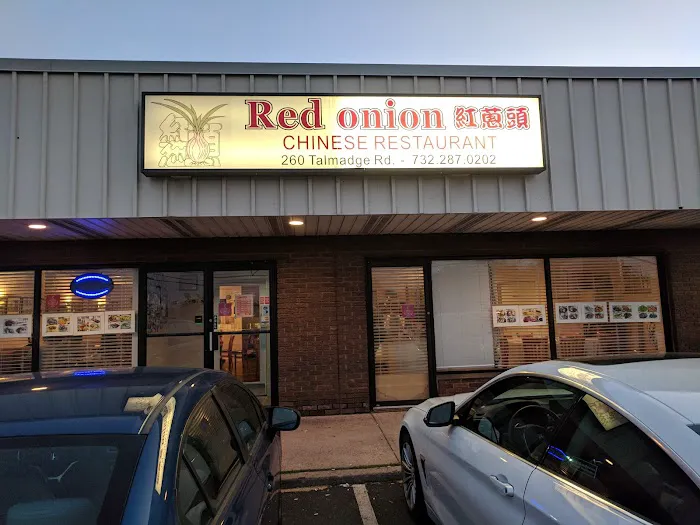 Red onion 紅蔥頭
CHINESE RESTAURANT
260 Talmadge Rd. - 732.287.0202